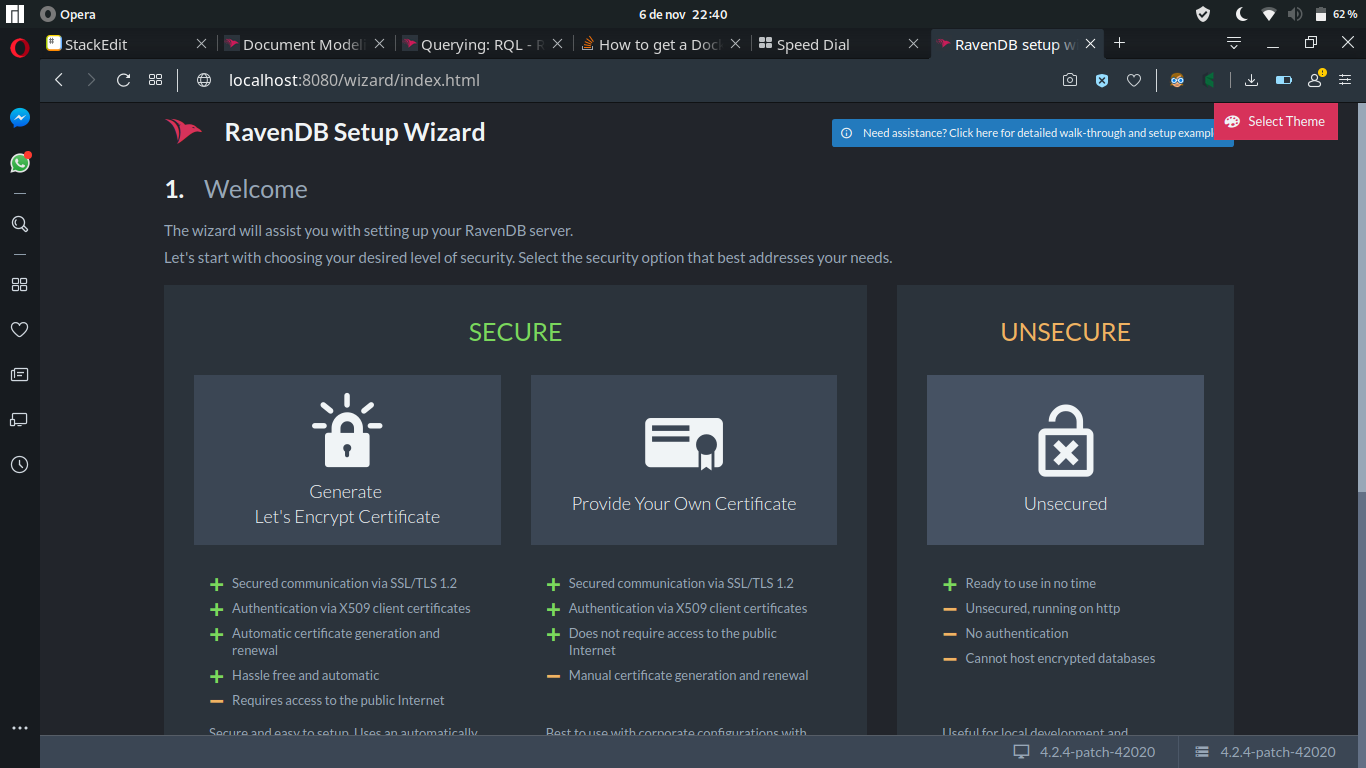 Opera
6 de nov 22:40
62 %
StackEdit
Document Model
Querying: RQL - R
How to get a Doc
Speed Dial
RavenDB setup w
localhost:8080/wizard/index.html
RavenDB Setup Wizard
Need assistance? Click here for detailed walk-through and setup exampl
Select Theme
1. Welcome
The wizard will assist you with setting up your RavenDB server.
Let's start with choosing your desired level of security. Select the security option that best addresses your needs.
SECURE
Generate
Let's Encrypt Certificate
Secured communication via SSL/TLS 1.2
Authentication via X509 client certificates
Automatic certificate generation and
renewal
Hassle free and automatic
Requires access to the public Internet
Secure and easy to setup. Uses an automatically
Provide Your Own Certificate
Secured communication via SSL/TLS 1.2
Authentication via X509 client certificates
Does not require access to the public
Internet
Manual certificate generation and renewal
Best to use with corporate configurations with
UNSECURE
Unsecured
Ready to use in no time
Unsecured, running on http
No authentication
Cannot host encrypted databases
Useful for local development and
4.2.4-patch-42020
4.2.4-patch-42020